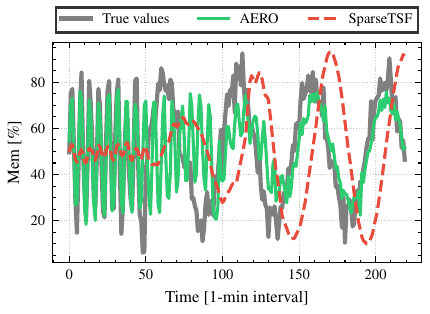 True values AERO SparseTSF
Mem [%]
80
60
40
20
0 50 100 150 200
Time [1-min interval]